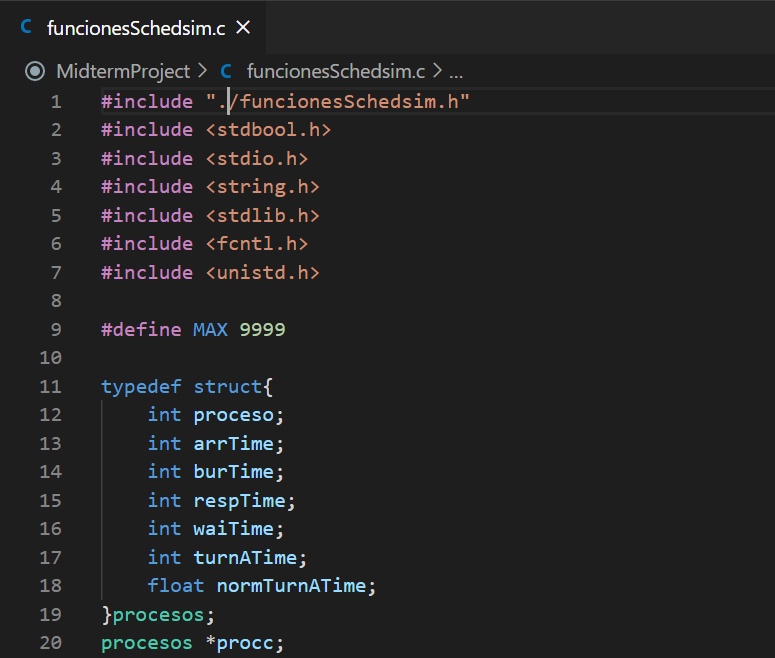 C funcionesSchedsim.c ×
MidtermProject > C funcionesSchedsim.c > ...
1 #include "./funcionesSchedsim.h"
2 #include <stdbool.h>
3 #include <stdio.h>
4 #include <string.h>
5 #include <stdlib.h>
6 #include <fcntl.h>
7 #include <unistd.h>
8
9 #define MAX 9999
10
11 typedef struct{
12     int proceso;
13     int arrTime;
14     int burTime;
15     int respTime;
16     int waiTime;
17     int turnATime;
18     float normTurnATime;
19 }procesos;
20 procesos *procc;